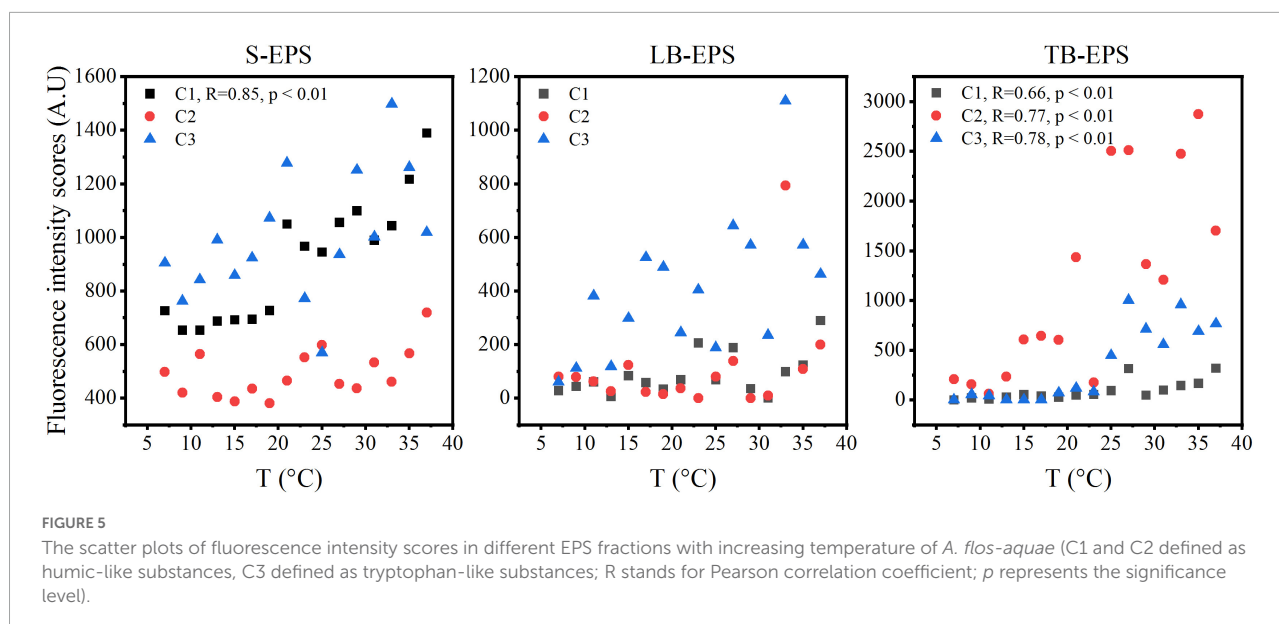 S-EPS
LB-EPS
TB-EPS
Fluorescence intensity scores (A.U)
1600
1400
1200
1000
800
600
400
C1, R=0.85, p < 0.01
C2
C3
5 10 15 20 25 30 35 40
T (°C)
1200
1000
800
600
400
200
0
C1
C2
C3
5 10 15 20 25 30 35 40
T (°C)
3000
2500
2000
1500
1000
500
0
C1, R=0.66, p < 0.01
C2, R=0.77, p < 0.01
C3, R=0.78, p < 0.01
5 10 15 20 25 30 35 40
T (°C)
FIGURE 5
The scatter plots of fluorescence intensity scores in different EPS fractions with increasing temperature of A. flos-aquae (C1 and C2 defined as
humic-like substances, C3 defined as tryptophan-like substances; R stands for Pearson correlation coefficient; p represents the significance
level).